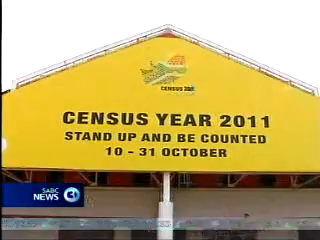 CENSUS 2011
CENSUS YEAR 2011
STAND UP AND BE COUNTED
10 - 31 OCTOBER
SABC
NEWS